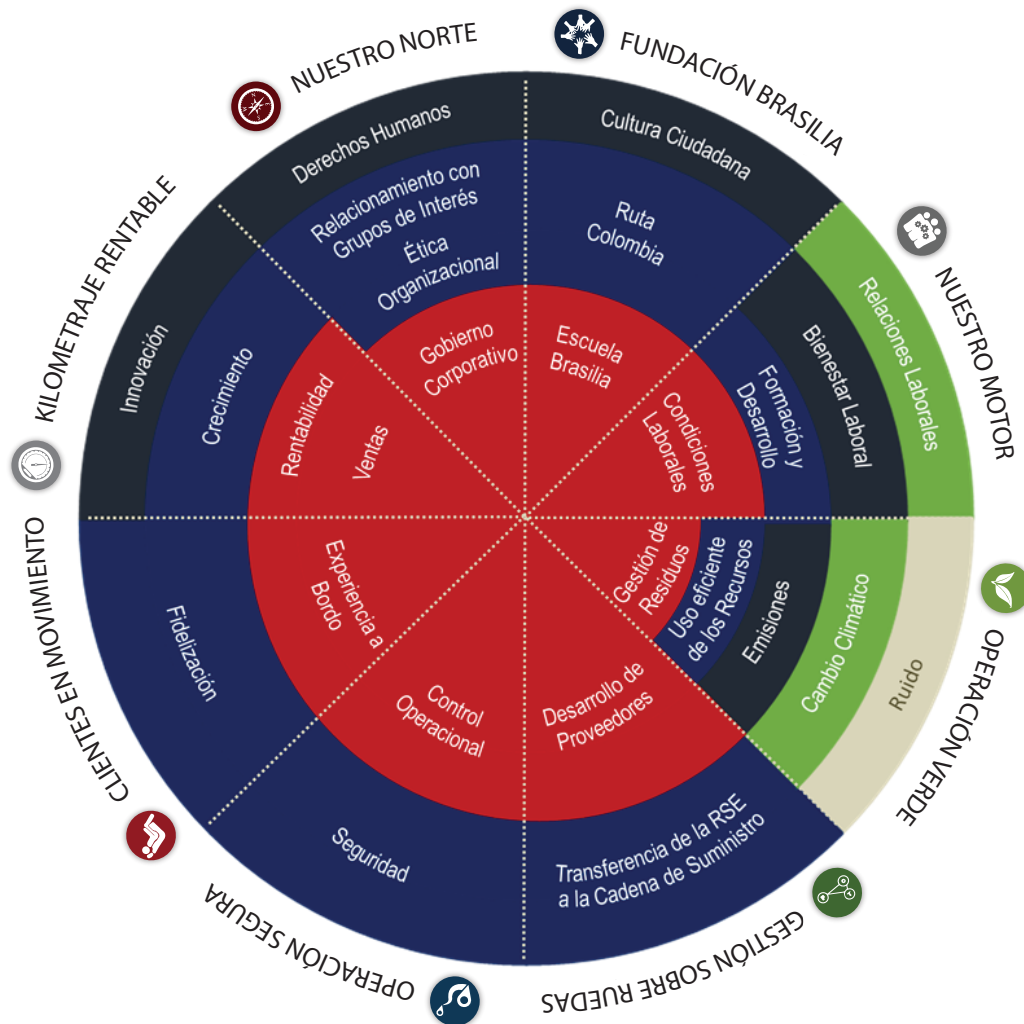 NUESTRO NORTE
Derechos Humanos
Relacionamiento con
Grupos de Interés
Ética
Organizacional
Gobierno
Corporativo
FUNDACIÓN BRASILIA
Cultura Ciudadana
Ruta
Colombia
Escuela
Brasilia
NUESTRO MOTOR
Relaciones Laborales
Bienestar Laboral
Formación y
Desarrollo
Condiciones
Laborales
OPERACIÓN VERDE
Ruido
Cambio Climático
Emisiones
Uso eficiente
de los Recursos
Gestión de
Residuos
GESTIÓN SOBRE RUEDAS
Desarrollo de
Proveedores
Transferencia de la RSE
a la Cadena de Suministro
OPERACIÓN SEGURA
Control
Operacional
Seguridad
CLIENTES EN MOVIMIENTO
Experiencia a
Bordo
Fidelización
KILOMETRAJE RENTABLE
Innovación
Crecimiento
Rentabilidad
Ventas